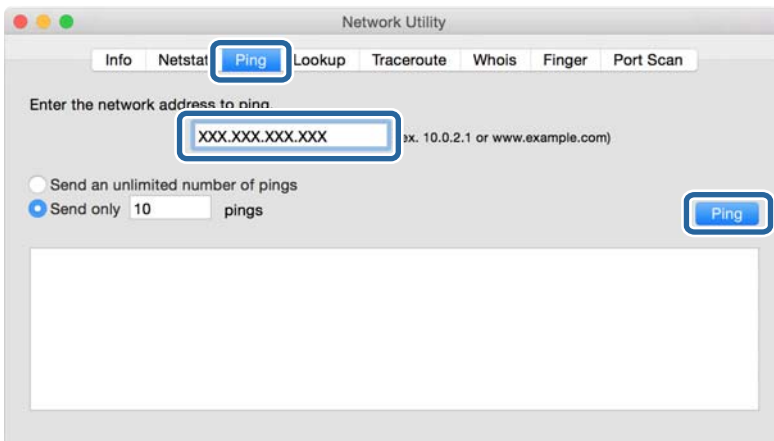 Network Utility
Info Netstat Ping Lookup Traceroute Whois Finger Port Scan
Enter the network address to ping.
XXX.XXX.XXX.XXX ex. 10.0.2.1 or www.example.com)
Send an unlimited number of pings
Send only 10 pings
Ping